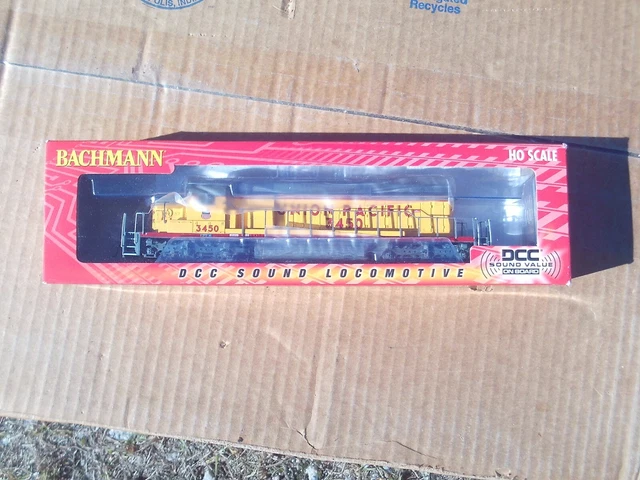 Recycles
BACHMANN
HO SCALE
UNION PACIFIC
3450
3450
DCC
SOUND VALUE
ON BOARD
DCC SOUND LOCOMOTIVE